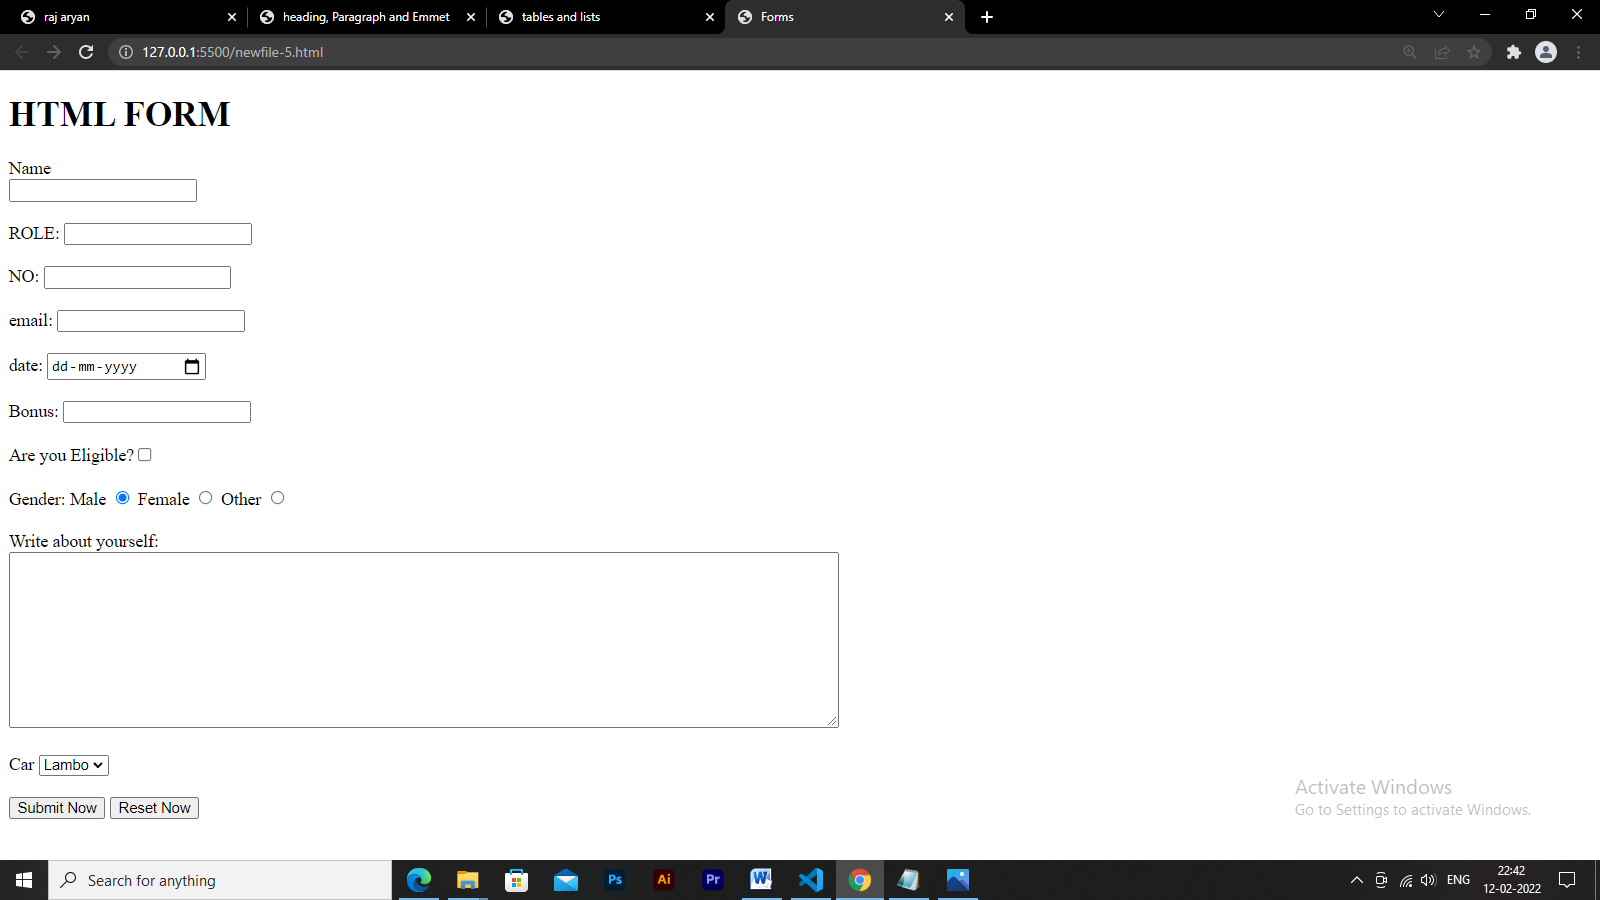 raj aryan
heading, Paragraph and Emmet
tables and lists
Forms
127.0.0.1:5500/newfile-5.html
HTML FORM
Name
ROLE:
NO:
email:
date: dd-mm-yyyy
Bonus:
Are you Eligible?
Gender: Male Female Other
Write about yourself:
Car Lambo
Submit Now Reset Now
Activate Windows
Go to Settings to activate Windows.
Search for anything
Ps
Ai
Pr
W
ENG
22:42
12-02-2022